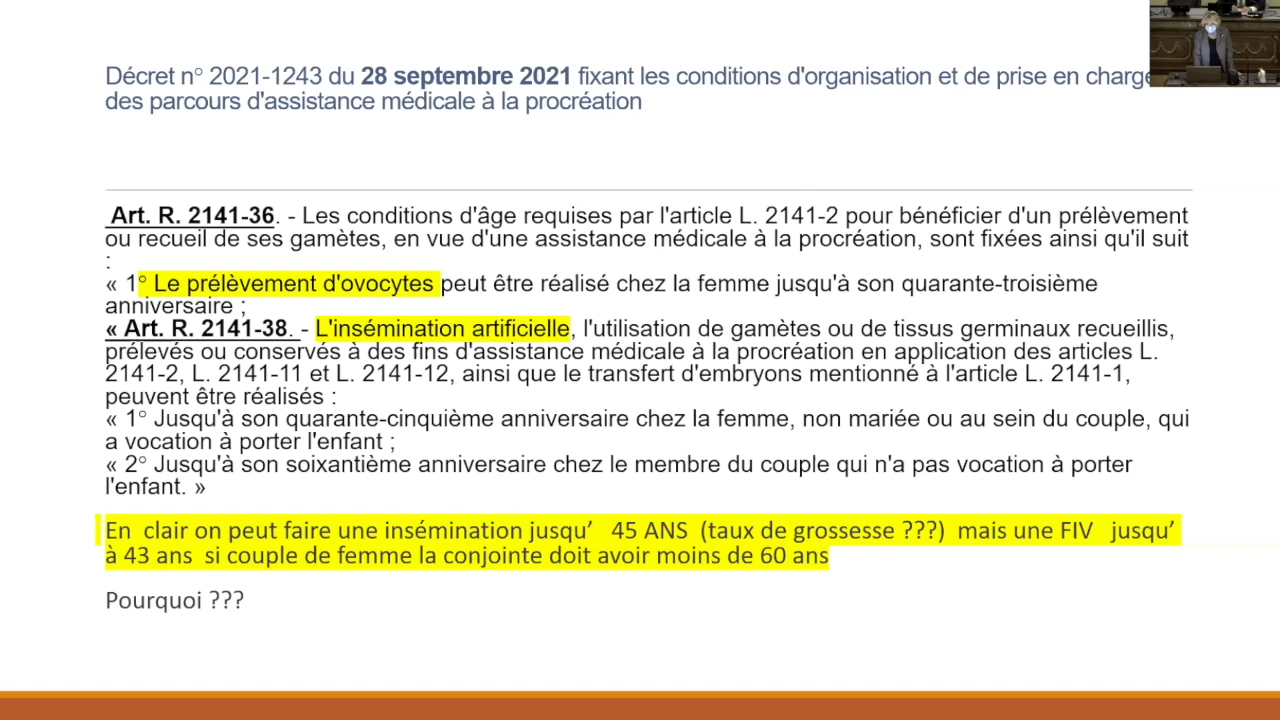 Décret n° 2021-1243 du 28 septembre 2021 fixant les conditions d'organisation et de prise en charge
des parcours d'assistance médicale à la procréation
Art. R. 2141-36. - Les conditions d'âge requises par l'article L. 2141-2 pour bénéficier d'un prélèvement
ou recueil de ses gamètes, en vue d'une assistance médicale à la procréation, sont fixées ainsi qu'il suit
:
« 1° Le prélèvement d'ovocytes peut être réalisé chez la femme jusqu'à son quarante-troisième
anniversaire ;
« Art. R. 2141-38. - L'insémination artificielle, l'utilisation de gamètes ou de tissus germinaux recueillis,
prélevés ou conservés à des fins d'assistance médicale à la procréation en application des articles L.
2141-2, L. 2141-11 et L. 2141-12, ainsi que le transfert d'embryons mentionné à l'article L. 2141-1,
peuvent être réalisés :
« 1° Jusqu'à son quarante-cinquième anniversaire chez la femme, non mariée ou au sein du couple, qui
a vocation à porter l'enfant ;
« 2° Jusqu'à son soixantième anniversaire chez le membre du couple qui n'a pas vocation à porter
l'enfant. »
En clair on peut faire une insémination jusqu' 45 ANS (taux de grossesse ???) mais une FIV jusqu'
à 43 ans si couple de femme la conjointe doit avoir moins de 60 ans
Pourquoi ???